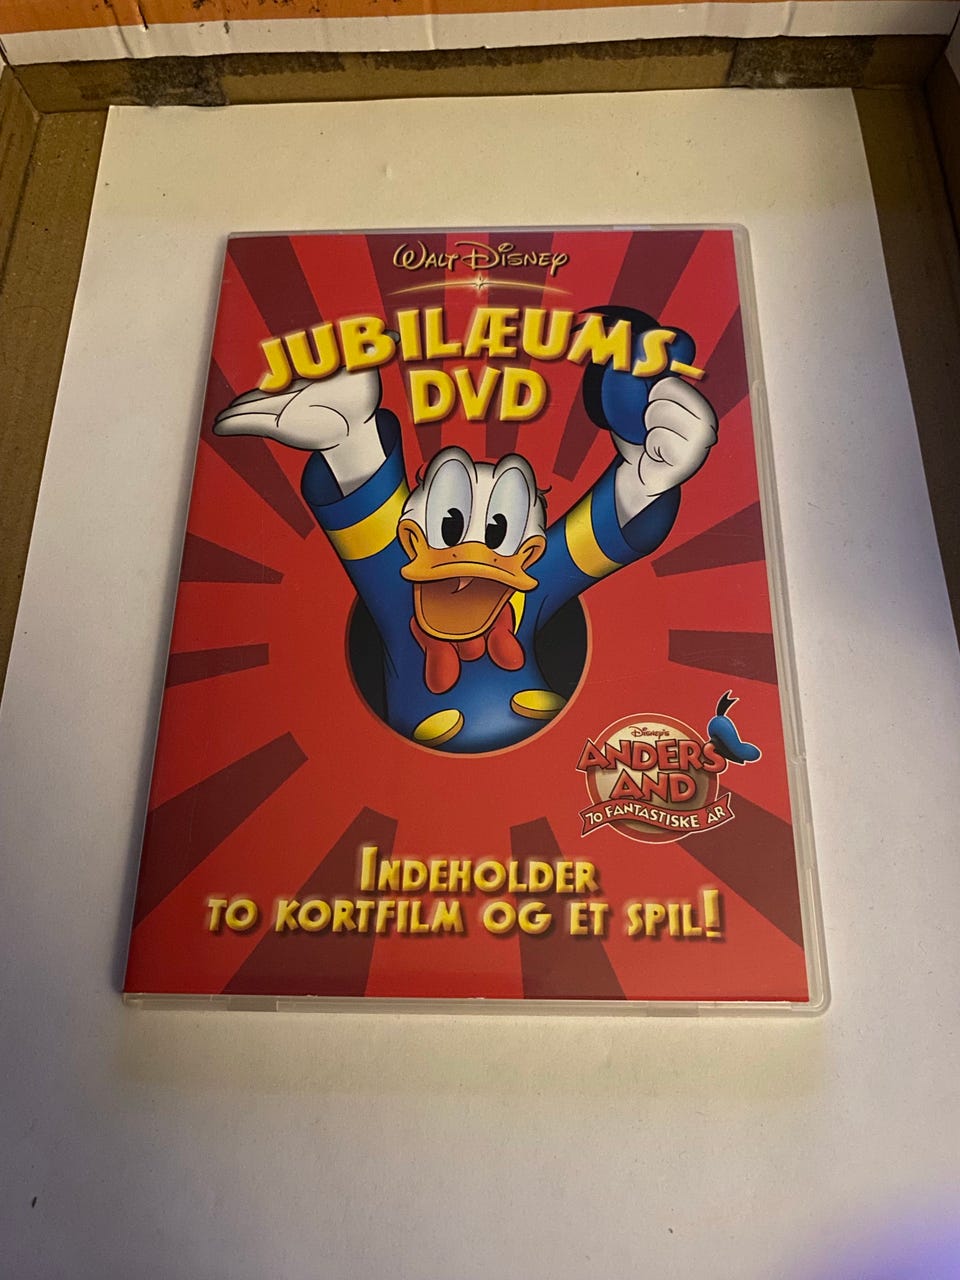 WALT DISNEY
JUBILÆUMS-
DVD
DISNEY'S
ANDERS
AND
70 FANTASTISKE ÅR
INDEHOLDER
TO KORTFILM OG ET SPIL!